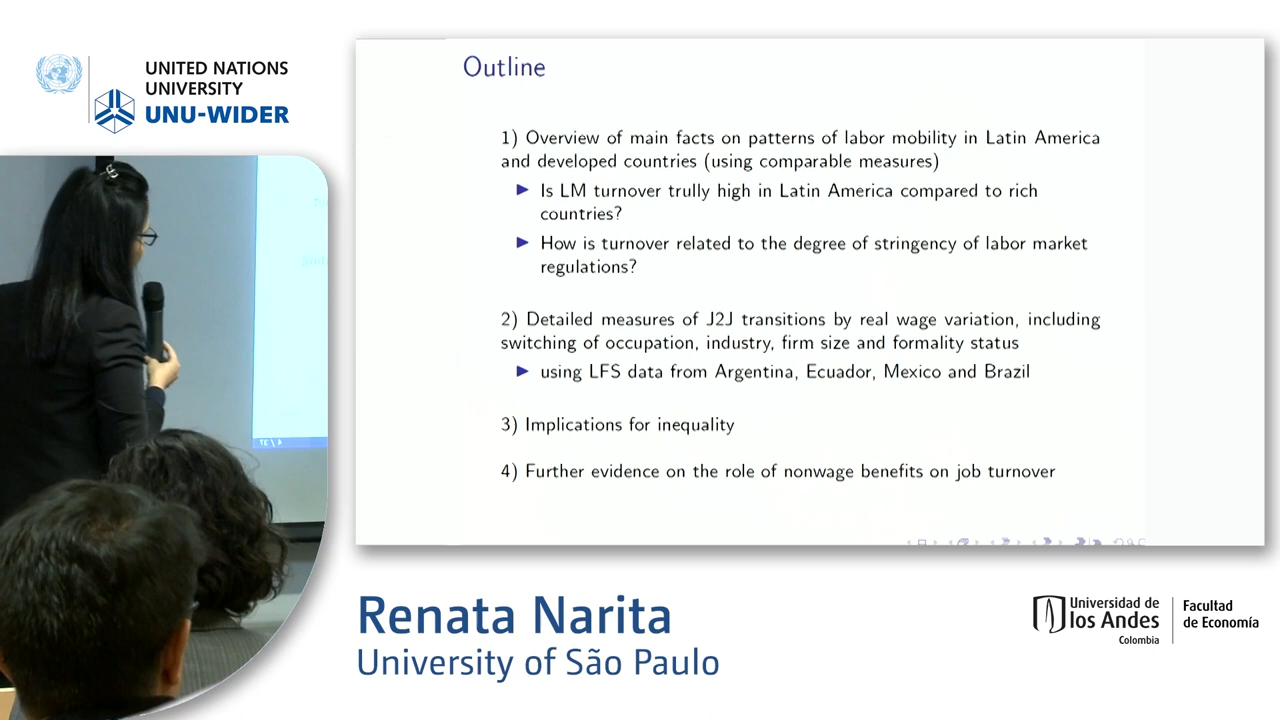 UNITED NATIONS
UNIVERSITY
UNU-WIDER
Outline
1) Overview of main facts on patterns of labor mobility in Latin America
and developed countries (using comparable measures)
Is LM turnover trully high in Latin America compared to rich
countries?
How is turnover related to the degree of stringency of labor market
regulations?
2) Detailed measures of J2J transitions by real wage variation, including
switching of occupation, industry, firm size and formality status
using LFS data from Argentina, Ecuador, Mexico and Brazil
3) Implications for inequality
4) Further evidence on the role of nonwage benefits on job turnover
Renata Narita
University of São Paulo
Universidad de
los Andes
Colombia
Facultad
de Economía